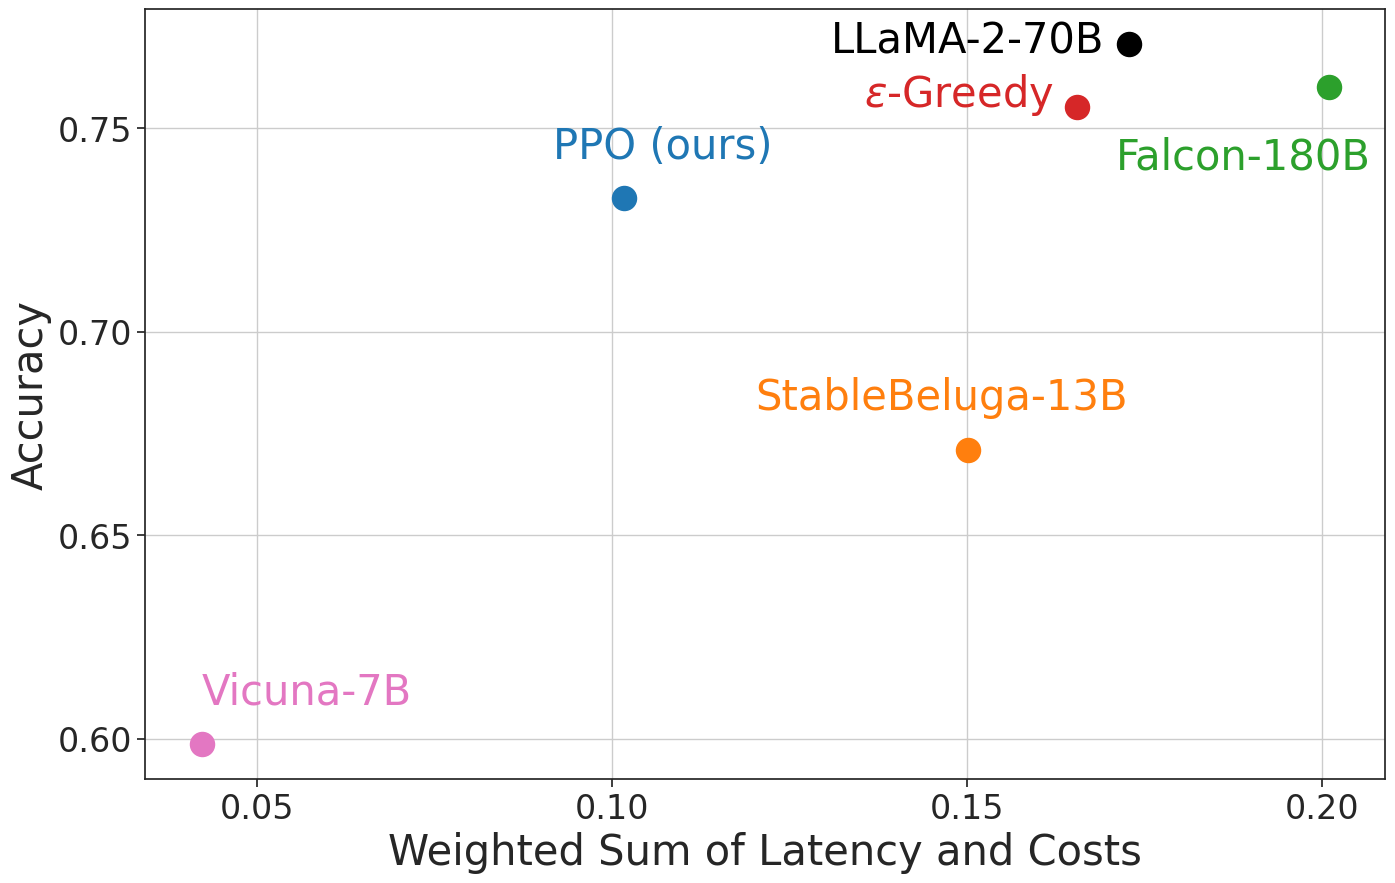 LLaMA-2-70B
ε-Greedy
PPO (ours)
Falcon-180B
StableBeluga-13B
Vicuna-7B
Accuracy
0.75
0.70
0.65
0.60
0.05 0.10 0.15 0.20
Weighted Sum of Latency and Costs